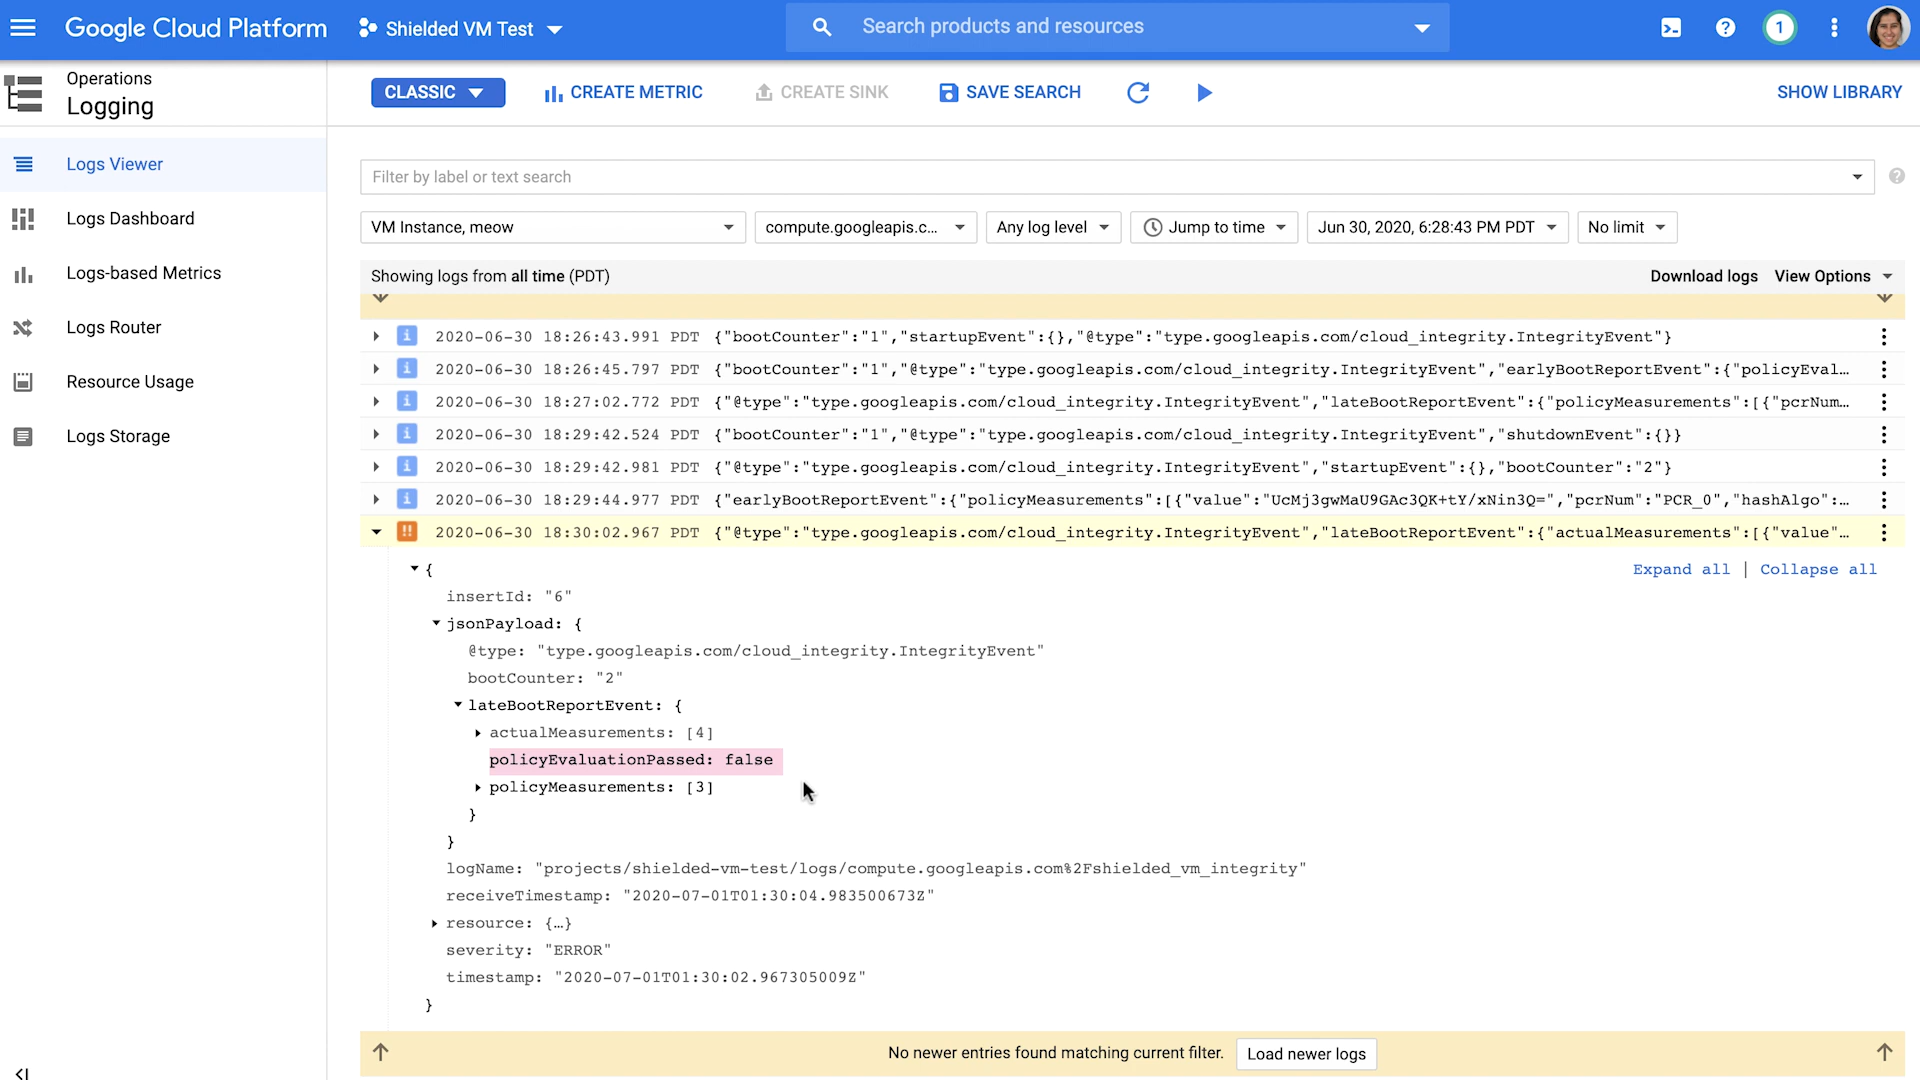 Google Cloud Platform
Shielded VM Test
Search products and resources
1
Operations
Logging
CLASSIC
CREATE METRIC
CREATE SINK
SAVE SEARCH
SHOW LIBRARY
Logs Viewer
Logs Dashboard
Logs-based Metrics
Logs Router
Resource Usage
Logs Storage
Filter by label or text search
VM Instance, meow
compute.googleapis.c...
Any log level
Jump to time
Jun 30, 2020, 6:28:43 PM PDT
No limit
Showing logs from all time (PDT)
Download logs
View Options
2020-06-30 18:26:43.991 PDT {"bootCounter":"1","startupEvent":{},"@type":"type.googleapis.com/cloud_integrity.IntegrityEvent"}
2020-06-30 18:26:45.797 PDT {"bootCounter":"1","@type":"type.googleapis.com/cloud_integrity.IntegrityEvent","earlyBootReportEvent":{"policyEval…
2020-06-30 18:27:02.772 PDT {"@type":"type.googleapis.com/cloud_integrity.IntegrityEvent","lateBootReportEvent":{"policyMeasurements":[{"pcrNum…
2020-06-30 18:29:42.524 PDT {"bootCounter":"1","@type":"type.googleapis.com/cloud_integrity.IntegrityEvent","shutdownEvent":{}}
2020-06-30 18:29:42.981 PDT {"@type":"type.googleapis.com/cloud_integrity.IntegrityEvent","startupEvent":{},"bootCounter":"2"}
2020-06-30 18:29:44.977 PDT {"earlyBootReportEvent":{"policyMeasurements":[{"value":"UcMj3gwMaU9GAc3QK+tY/xNin3Q=","pcrNum":"PCR_0","hashAlgo":…
2020-06-30 18:30:02.967 PDT {"@type":"type.googleapis.com/cloud_integrity.IntegrityEvent","lateBootReportEvent":{"actualMeasurements":[{"value"…
{
Expand all | Collapse all
insertId: "6"
jsonPayload: {
@type: "type.googleapis.com/cloud_integrity.IntegrityEvent"
bootCounter: "2"
lateBootReportEvent: {
actualMeasurements: [4]
policyEvaluationPassed: false
policyMeasurements: [3]
}
}
logName: "projects/shielded-vm-test/logs/compute.googleapis.com%2Fshielded_vm_integrity"
receiveTimestamp: "2020-07-01T01:30:04.983500673Z"
resource: {…}
severity: "ERROR"
timestamp: "2020-07-01T01:30:02.967305009Z"
}
No newer entries found matching current filter.
Load newer logs